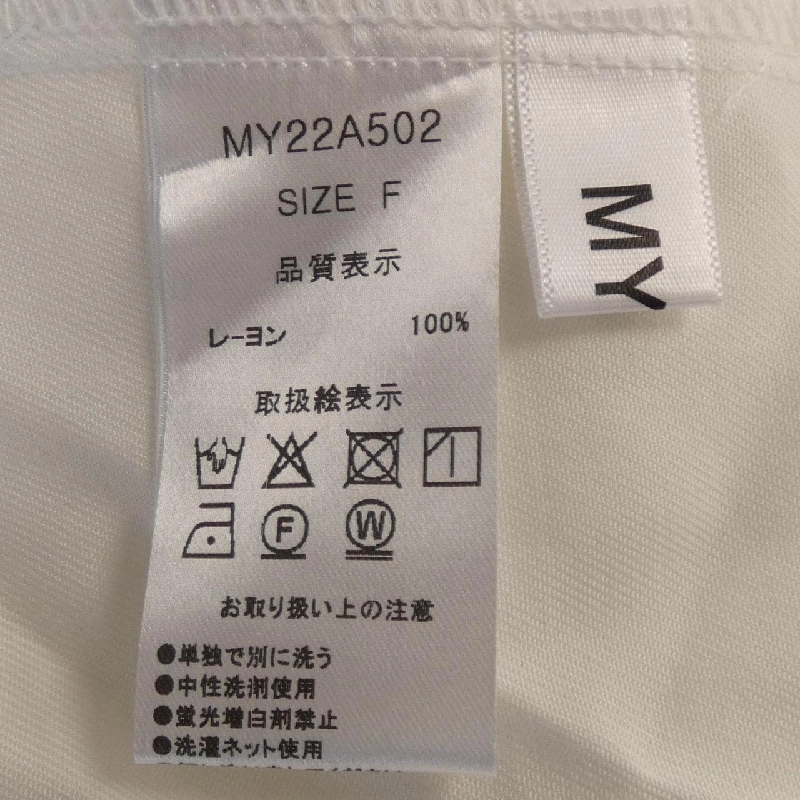 MY22A502
SIZE F
品質表示
レーヨン 100%
取扱絵表示
F W
お取り扱い上の注意
●単独で別に洗う
●中性洗剤使用
●蛍光増白剤禁止
●洗濯ネット使用
MY